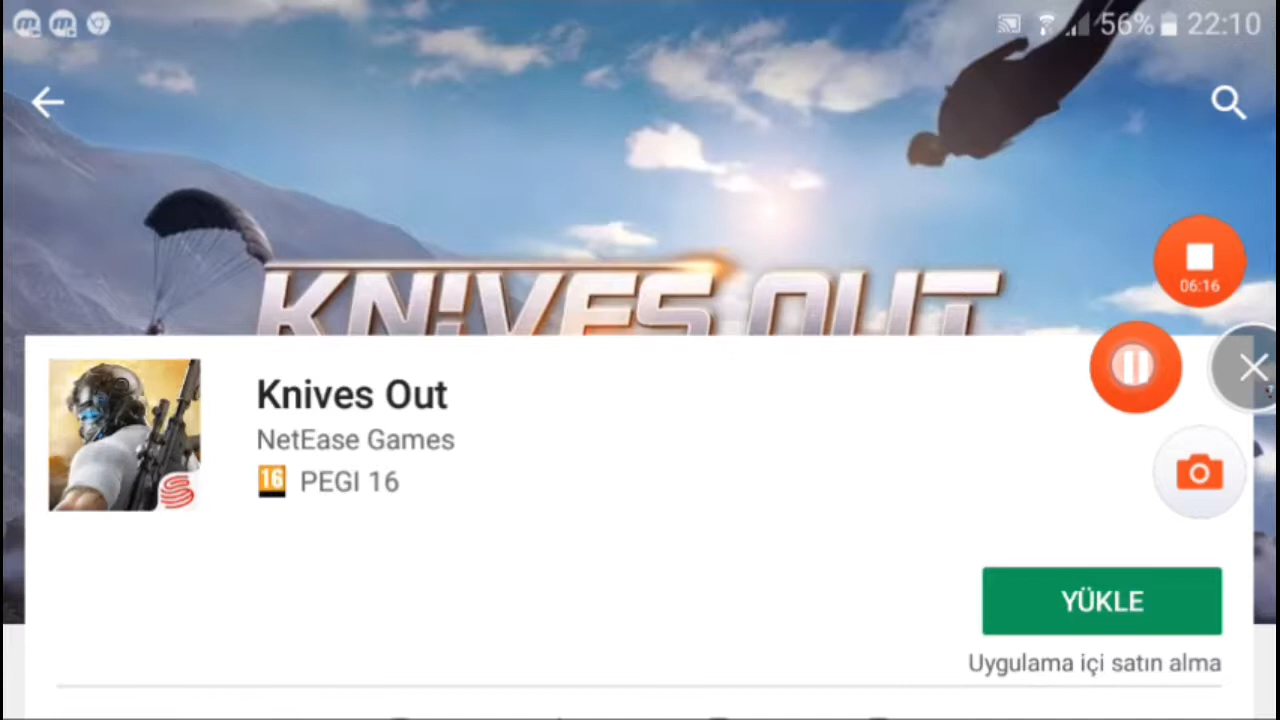 56% 22:10
KNIVES OUT
06:16
Knives Out
NetEase Games
16 PEGI 16
YÜKLE
Uygulama içi satın alma